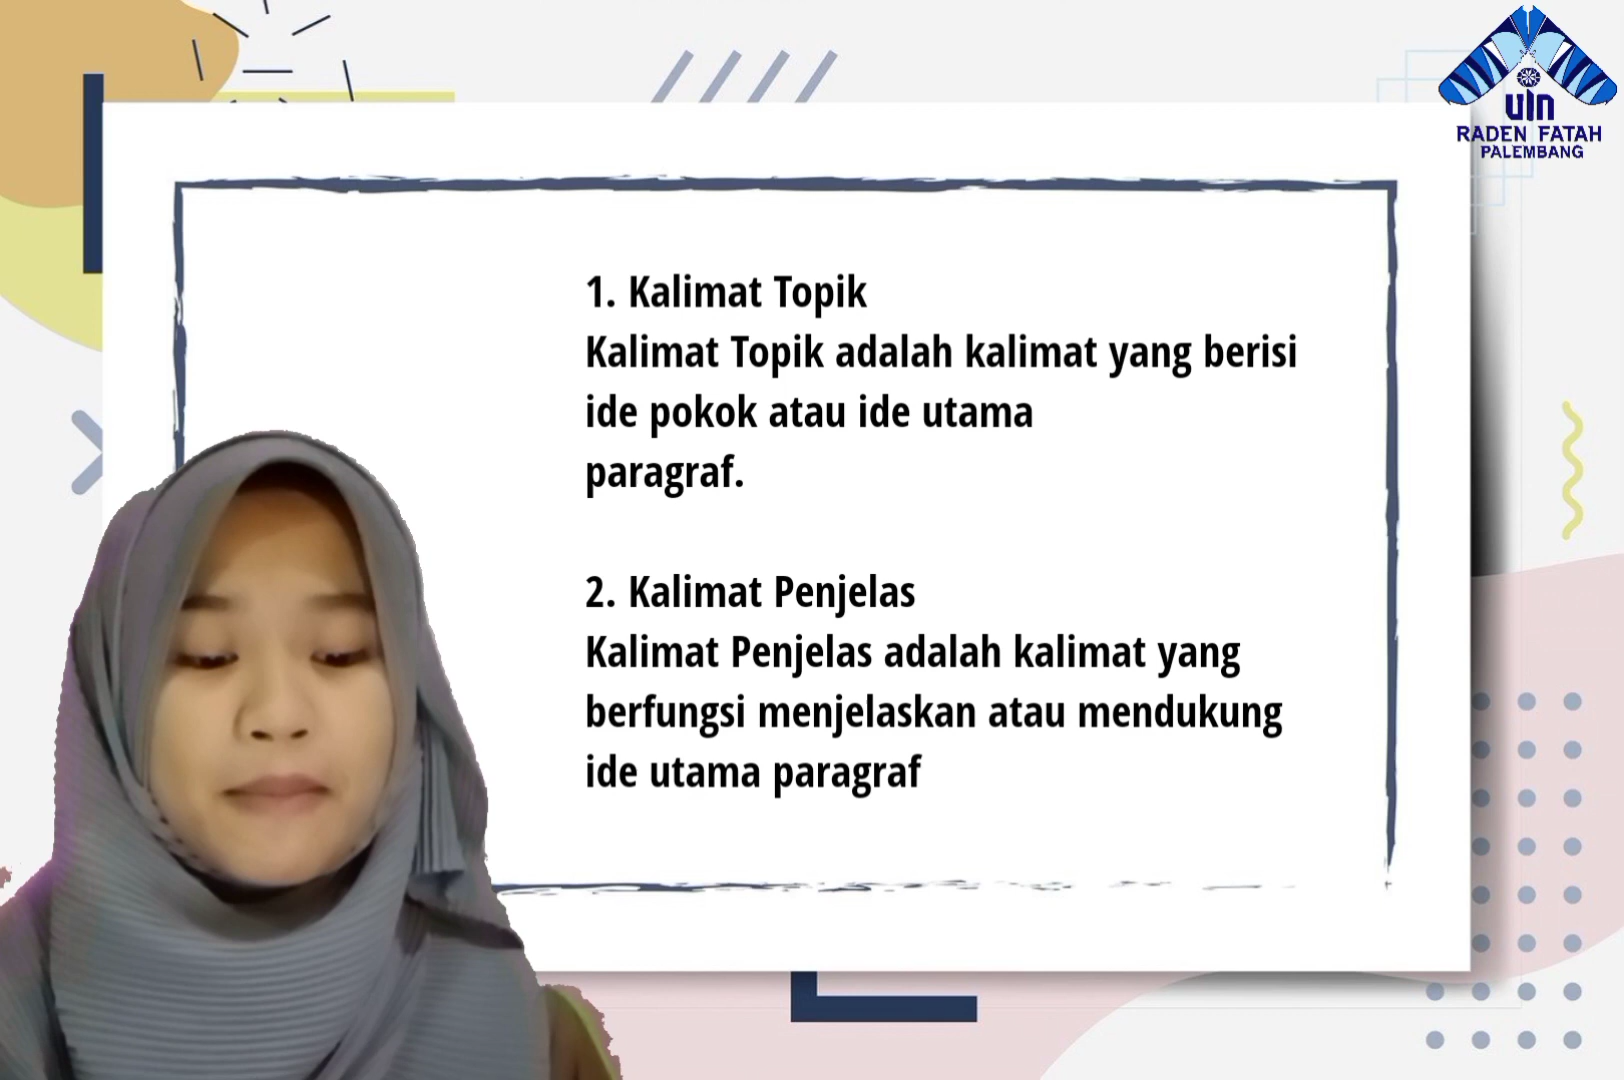 uin
RADEN FATAH
PALEMBANG
1. Kalimat Topik
Kalimat Topik adalah kalimat yang berisi
ide pokok atau ide utama
paragraf.
2. Kalimat Penjelas
Kalimat Penjelas adalah kalimat yang
berfungsi menjelaskan atau mendukung
ide utama paragraf